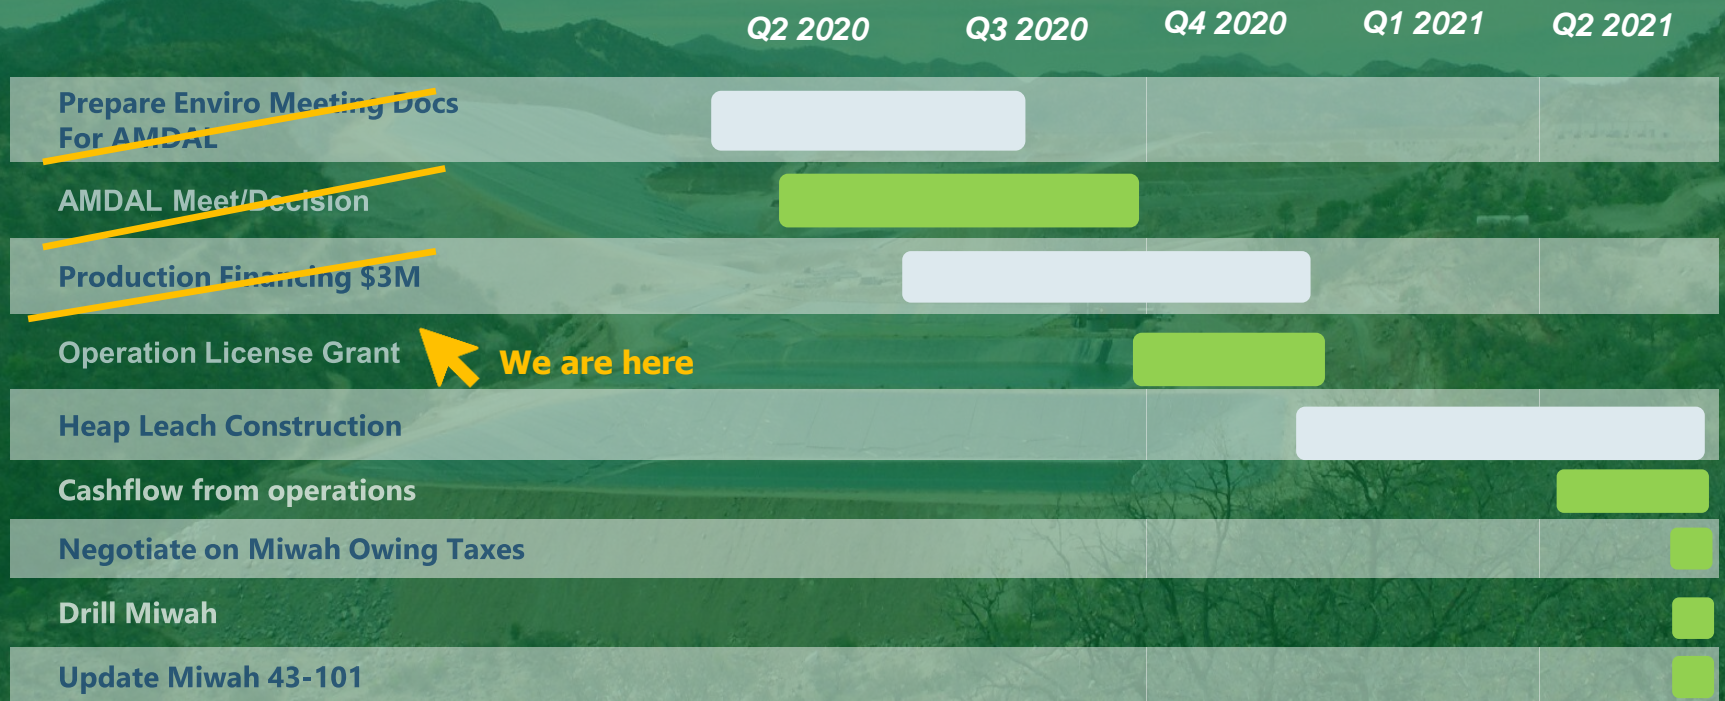 Q2 2020 Q3 2020 Q4 2020 Q1 2021 Q2 2021
Prepare Enviro Meeting Docs
For AMDAL
AMDAL Meet/Decision
Production Financing $3M
Operation License Grant
We are here
Heap Leach Construction
Cashflow from operations
Negotiate on Miwah Owing Taxes
Drill Miwah
Update Miwah 43-101